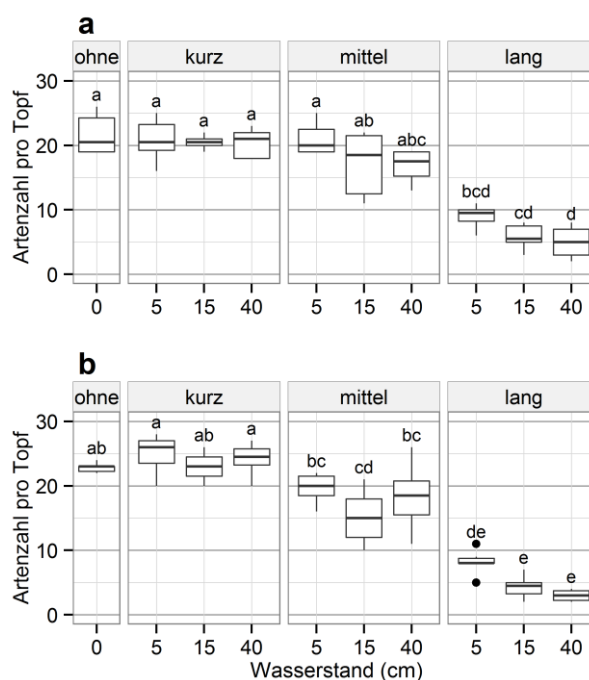 a
ohne kurz mittel lang
Artenzahl pro Topf
30
20
10
0
a a a a a ab abc bcd cd d
0 5 15 40 5 15 40 5 15 40
b
ohne kurz mittel lang
Artenzahl pro Topf
30
20
10
0
ab a ab a bc cd bc de e e
0 5 15 40 5 15 40 5 15 40
Wasserstand (cm)